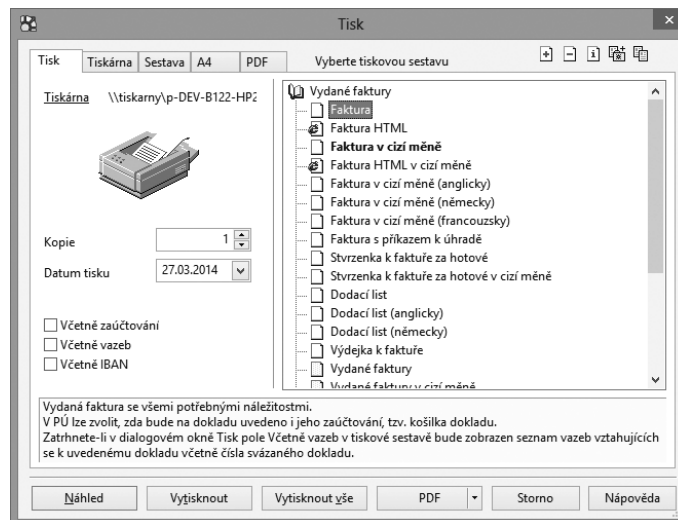 Tisk
Tisk
Tiskárna
Sestava
A4
PDF
Vyberte tiskovou sestavu
Tiskárna \\tiskarny\p-DEV-B122-HP2
Kopie 1
Datum tisku 27.03.2014
Včetně zaúčtování
Včetně vazeb
Včetně IBAN
Vydané faktury
Faktura
Faktura HTML
Faktura v cizí měně
Faktura HTML v cizí měně
Faktura v cizí měně (anglicky)
Faktura v cizí měně (německy)
Faktura v cizí měně (francouzsky)
Faktura s příkazem k úhradě
Stvrzenka k faktuře za hotové
Stvrzenka k faktuře za hotové v cizí měně
Dodací list
Dodací list (anglicky)
Dodací list (německy)
Výdejka k faktuře
Vydané faktury
Vydané faktury v cizí měně
Vydaná faktura se všemi potřebnými náležitostmi.
V PÚ lze zvolit, zda bude na dokladu uvedeno i jeho zaúčtování, tzv. košilka dokladu.
Zatrhnete-li v dialogovém okně Tisk pole Včetně vazeb v tiskové sestavě bude zobrazen seznam vazeb vztahujících
se k uvedenému dokladu včetně čísla svázaného dokladu.
Náhled
Vytisknout
Vytisknout vše
PDF
Storno
Nápověda